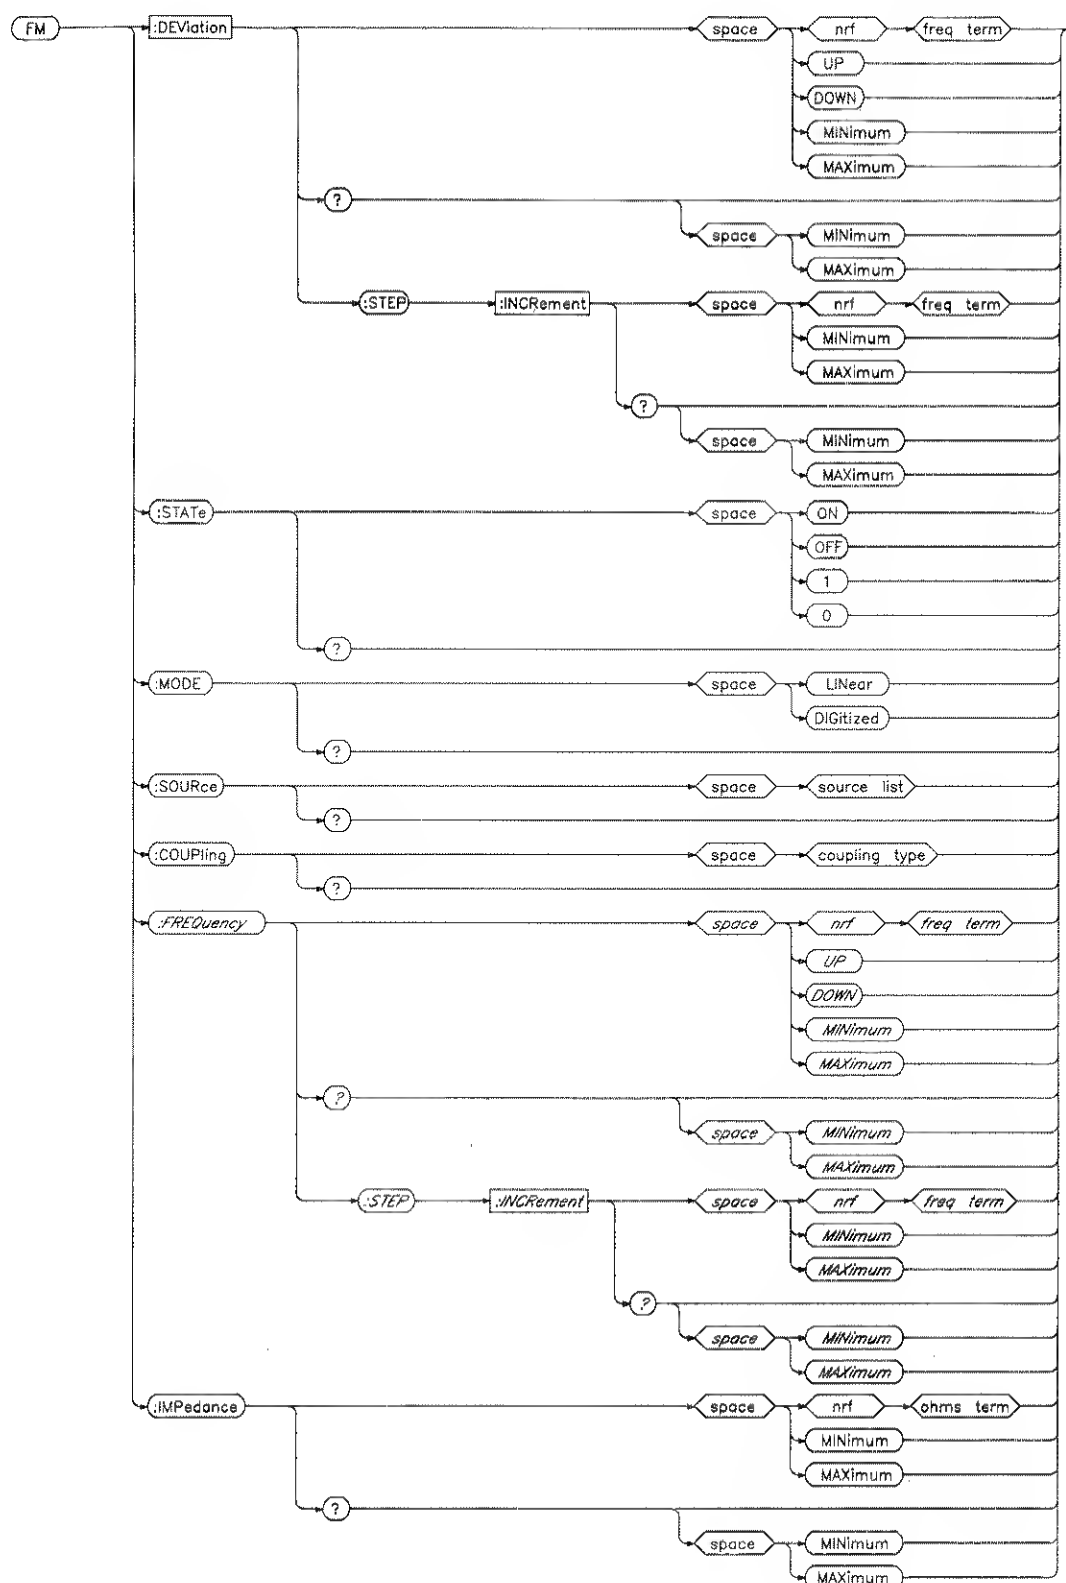 FM :DEViation space nrf freq term
UP
DOWN
MINimum
MAXimum
?
space MINimum
MAXimum
:STEP :INCRement space nrf freq term
MINimum
MAXimum
?
space MINimum
MAXimum
:STATe space ON
OFF
1
0
?
:MODE space LINear
DIGitized
?
:SOURce space source list
?
:COUPling space coupling type
?
:FREQuency space nrf freq term
UP
DOWN
MINimum
MAXimum
?
space MINimum
MAXimum
:STEP :INCRement space nrf freq term
MINimum
MAXimum
?
space MINimum
MAXimum
:IMPedance space nrf ohms term
MINimum
MAXimum
?
space MINimum
MAXimum